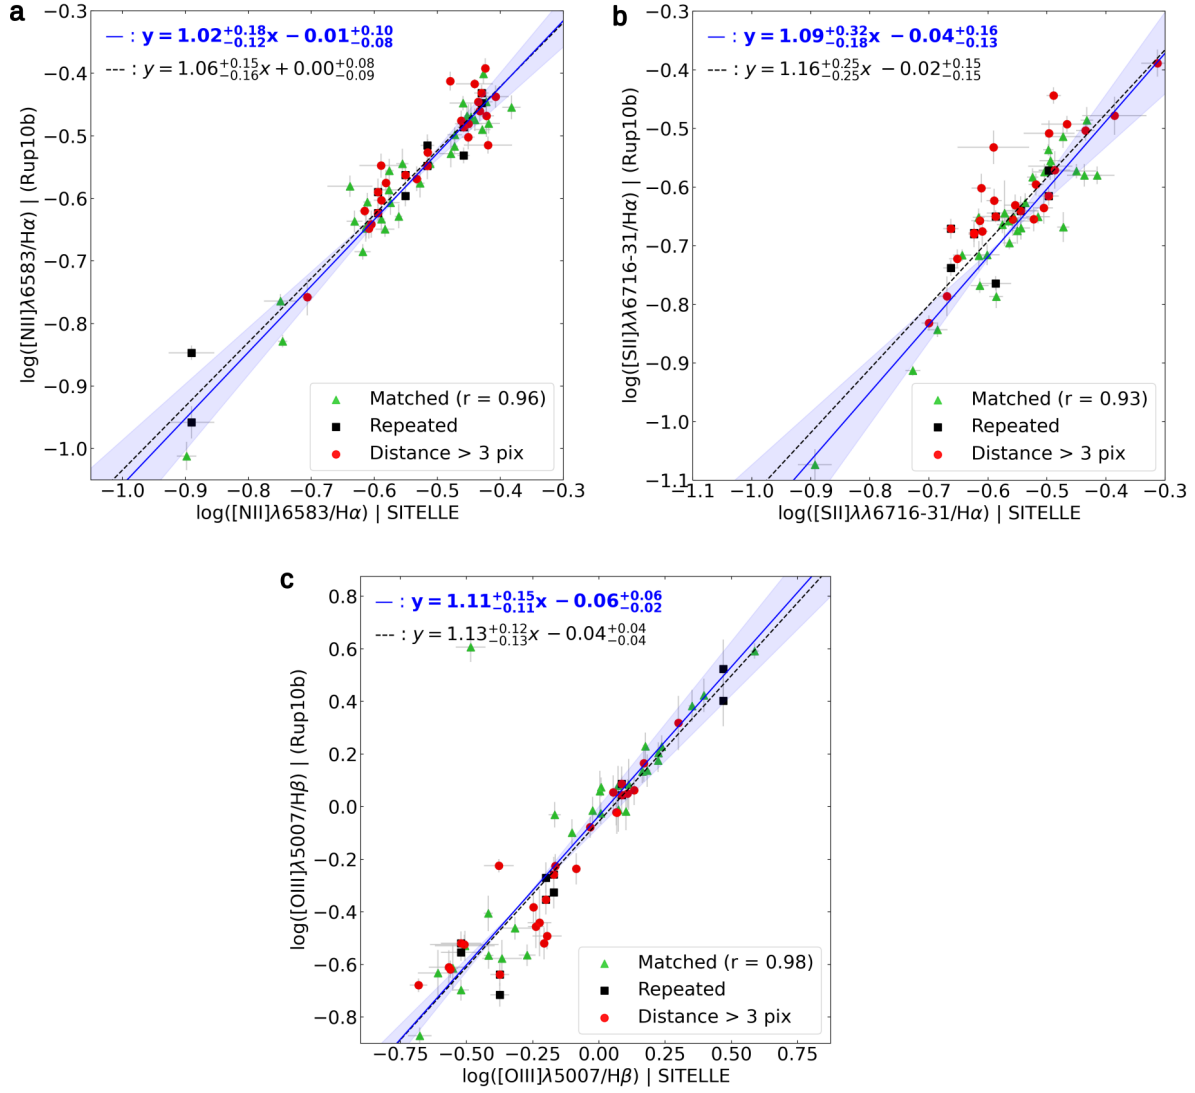 a
— : y = 1.02^{+0.18}_{−0.12}x − 0.01^{+0.10}_{−0.08}
--- : y = 1.06^{+0.15}_{−0.16}x + 0.00^{+0.08}_{−0.09}
log([NII]λ6583/Hα) | (Rup10b)
−0.3
−0.4
−0.5
−0.6
−0.7
−0.8
−0.9
−1.0
Matched (r = 0.96)
Repeated
Distance > 3 pix
−1.0 −0.9 −0.8 −0.7 −0.6 −0.5 −0.4 −0.3
log([NII]λ6583/Hα) | SITELLE
b
— : y = 1.09^{+0.32}_{−0.18}x − 0.04^{+0.16}_{−0.13}
--- : y = 1.16^{+0.25}_{−0.25}x − 0.02^{+0.15}_{−0.15}
log([SII]λλ6716-31/Hα) | (Rup10b)
−0.3
−0.4
−0.5
−0.6
−0.7
−0.8
−0.9
−1.0
−1.1
Matched (r = 0.93)
Repeated
Distance > 3 pix
−1.1 −1.0 −0.9 −0.8 −0.7 −0.6 −0.5 −0.4 −0.3
log([SII]λλ6716-31/Hα) | SITELLE
c
— : y = 1.11^{+0.15}_{−0.11}x − 0.06^{+0.06}_{−0.02}
--- : y = 1.13^{+0.12}_{−0.13}x − 0.04^{+0.04}_{−0.04}
log([OIII]λ5007/Hβ) | (Rup10b)
0.8
0.6
0.4
0.2
0.0
−0.2
−0.4
−0.6
−0.8
Matched (r = 0.98)
Repeated
Distance > 3 pix
−0.75 −0.50 −0.25 0.00 0.25 0.50 0.75
log([OIII]λ5007/Hβ) | SITELLE